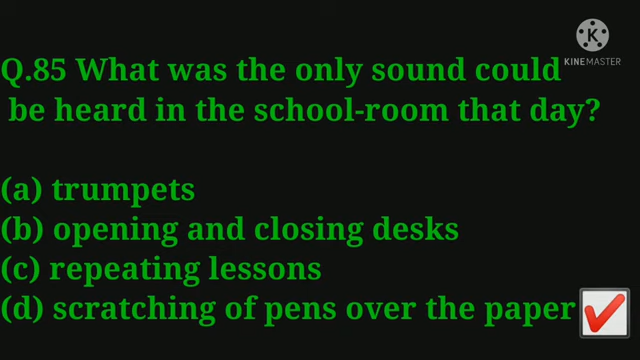 KINEMASTER
Q.85 What was the only sound could
be heard in the school-room that day?
(a) trumpets
(b) opening and closing desks
(c) repeating lessons
(d) scratching of pens over the paper